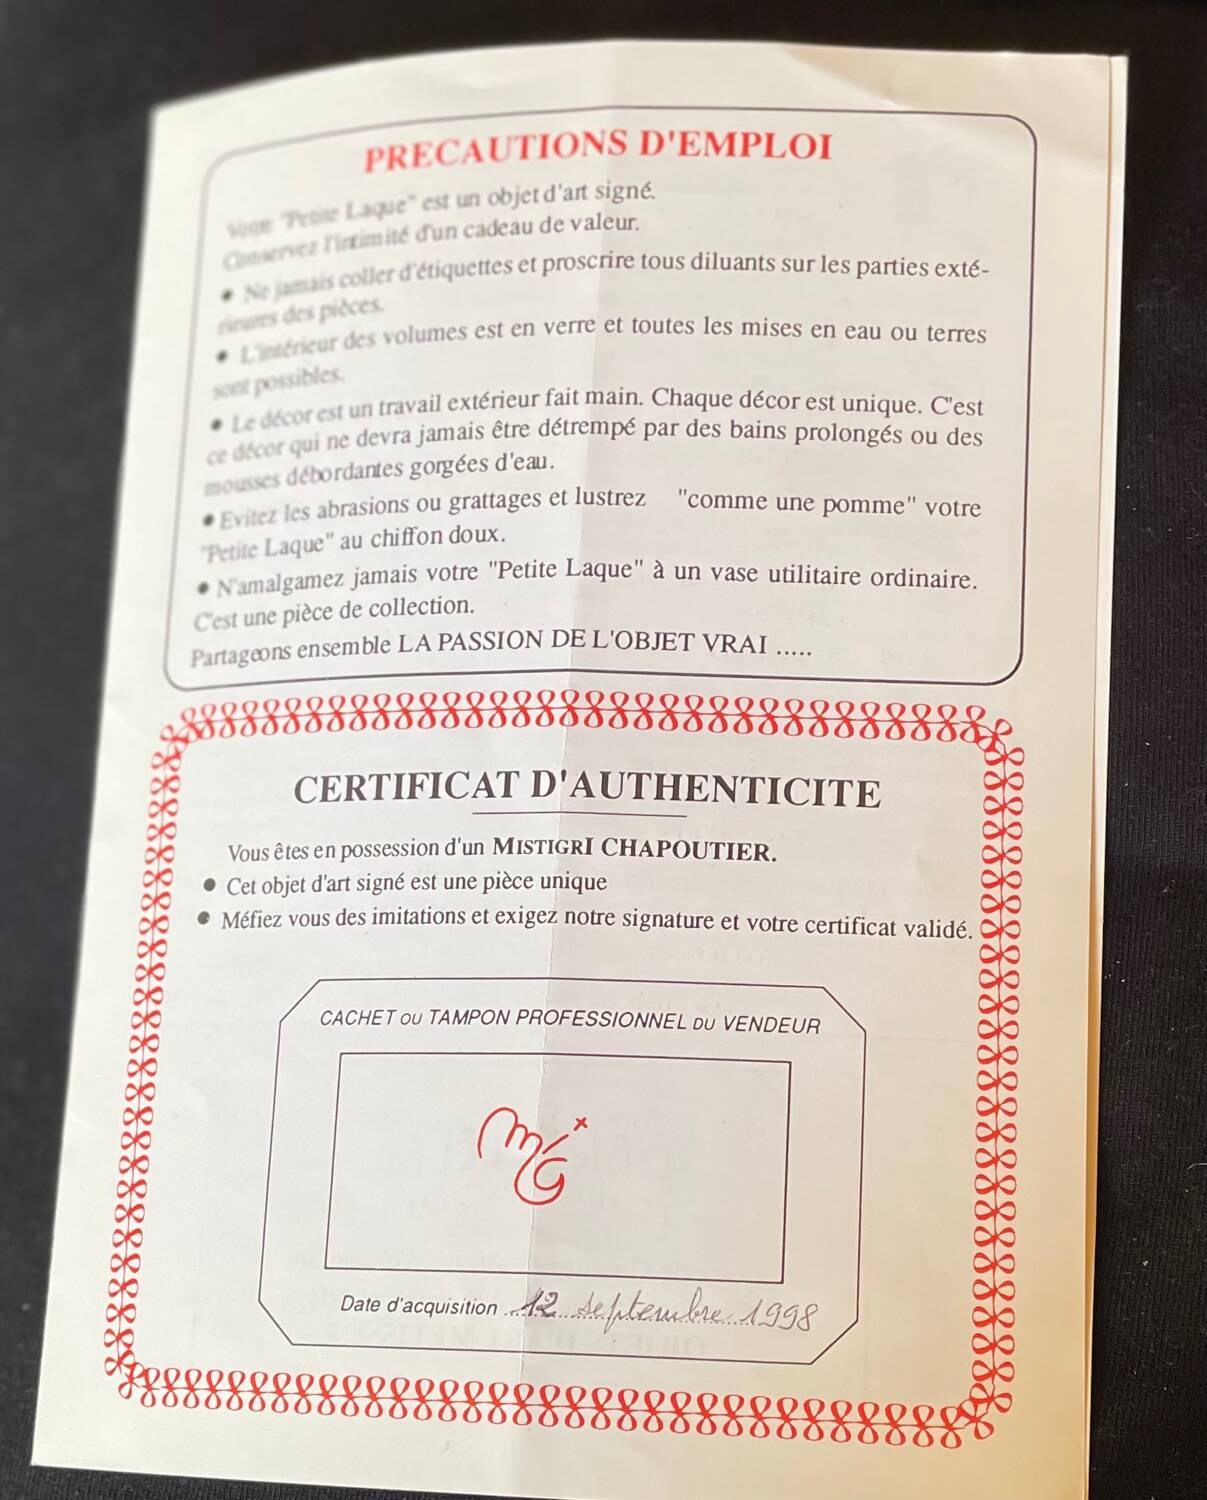 PRECAUTIONS D'EMPLOI
Votre "Petite Laque" est un objet d'art signé.
Conservez l'intimité d'un cadeau de valeur.
• Ne jamais coller d'étiquettes et proscrire tous diluants sur les parties exté-
rieures des pièces.
• L'intérieur des volumes est en verre et toutes les mises en eau ou terres
sont possibles.
• Le décor est un travail extérieur fait main. Chaque décor est unique. C'est
ce décor qui ne devra jamais être détrempé par des bains prolongés ou des
mousses débordantes gorgées d'eau.
• Evitez les abrasions ou grattages et lustrez "comme une pomme" votre
"Petite Laque" au chiffon doux.
• N'amalgamez jamais votre "Petite Laque" à un vase utilitaire ordinaire.
C'est une pièce de collection.
Partageons ensemble LA PASSION DE L'OBJET VRAI .....
CERTIFICAT D'AUTHENTICITE
Vous êtes en possession d'un MISTIGRI CHAPOUTIER.
• Cet objet d'art signé est une pièce unique
• Méfiez vous des imitations et exigez notre signature et votre certificat validé.
CACHET OU TAMPON PROFESSIONNEL DU VENDEUR
Date d'acquisition ...12 septembre 1998